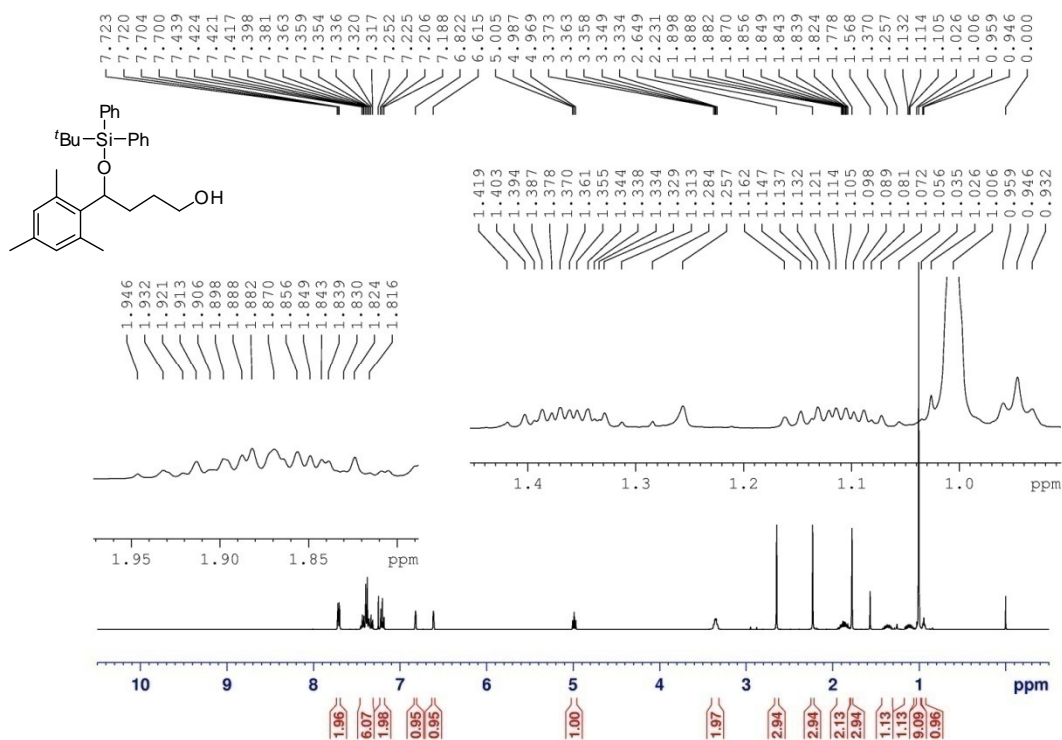 7.723 7.720 7.704 7.700 7.439 7.424 7.421 7.417 7.398 7.381 7.363 7.359 7.354 7.336 7.320 7.317 7.252 7.225 7.206 7.188 6.822 6.615 5.005 4.987 4.969 3.373 3.363 3.358 3.349 3.334 2.649 2.231 1.898 1.888 1.882 1.870 1.856 1.849 1.843 1.839 1.824 1.778 1.568 1.370 1.257 1.132 1.114 1.105 1.026 1.006 0.959 0.946 0.000
Ph
tBu Si Ph
O
OH
1.419 1.403 1.394 1.387 1.378 1.370 1.361 1.355 1.344 1.338 1.334 1.329 1.313 1.284 1.257 1.162 1.147 1.137 1.132 1.121 1.114 1.105 1.098 1.089 1.081 1.072 1.056 1.035 1.026 1.006 0.959 0.946 0.932
1.946 1.932 1.921 1.913 1.906 1.898 1.888 1.882 1.870 1.856 1.849 1.843 1.839 1.830 1.824 1.816
1.4 1.3 1.2 1.1 1.0 ppm
1.95 1.90 1.85 ppm
10 9 8 7 6 5 4 3 2 1 ppm
1.96 6.07 1.98 0.95 0.95 1.00 1.97 2.94 2.94 2.13 2.94 1.13 1.13 9.09 0.96